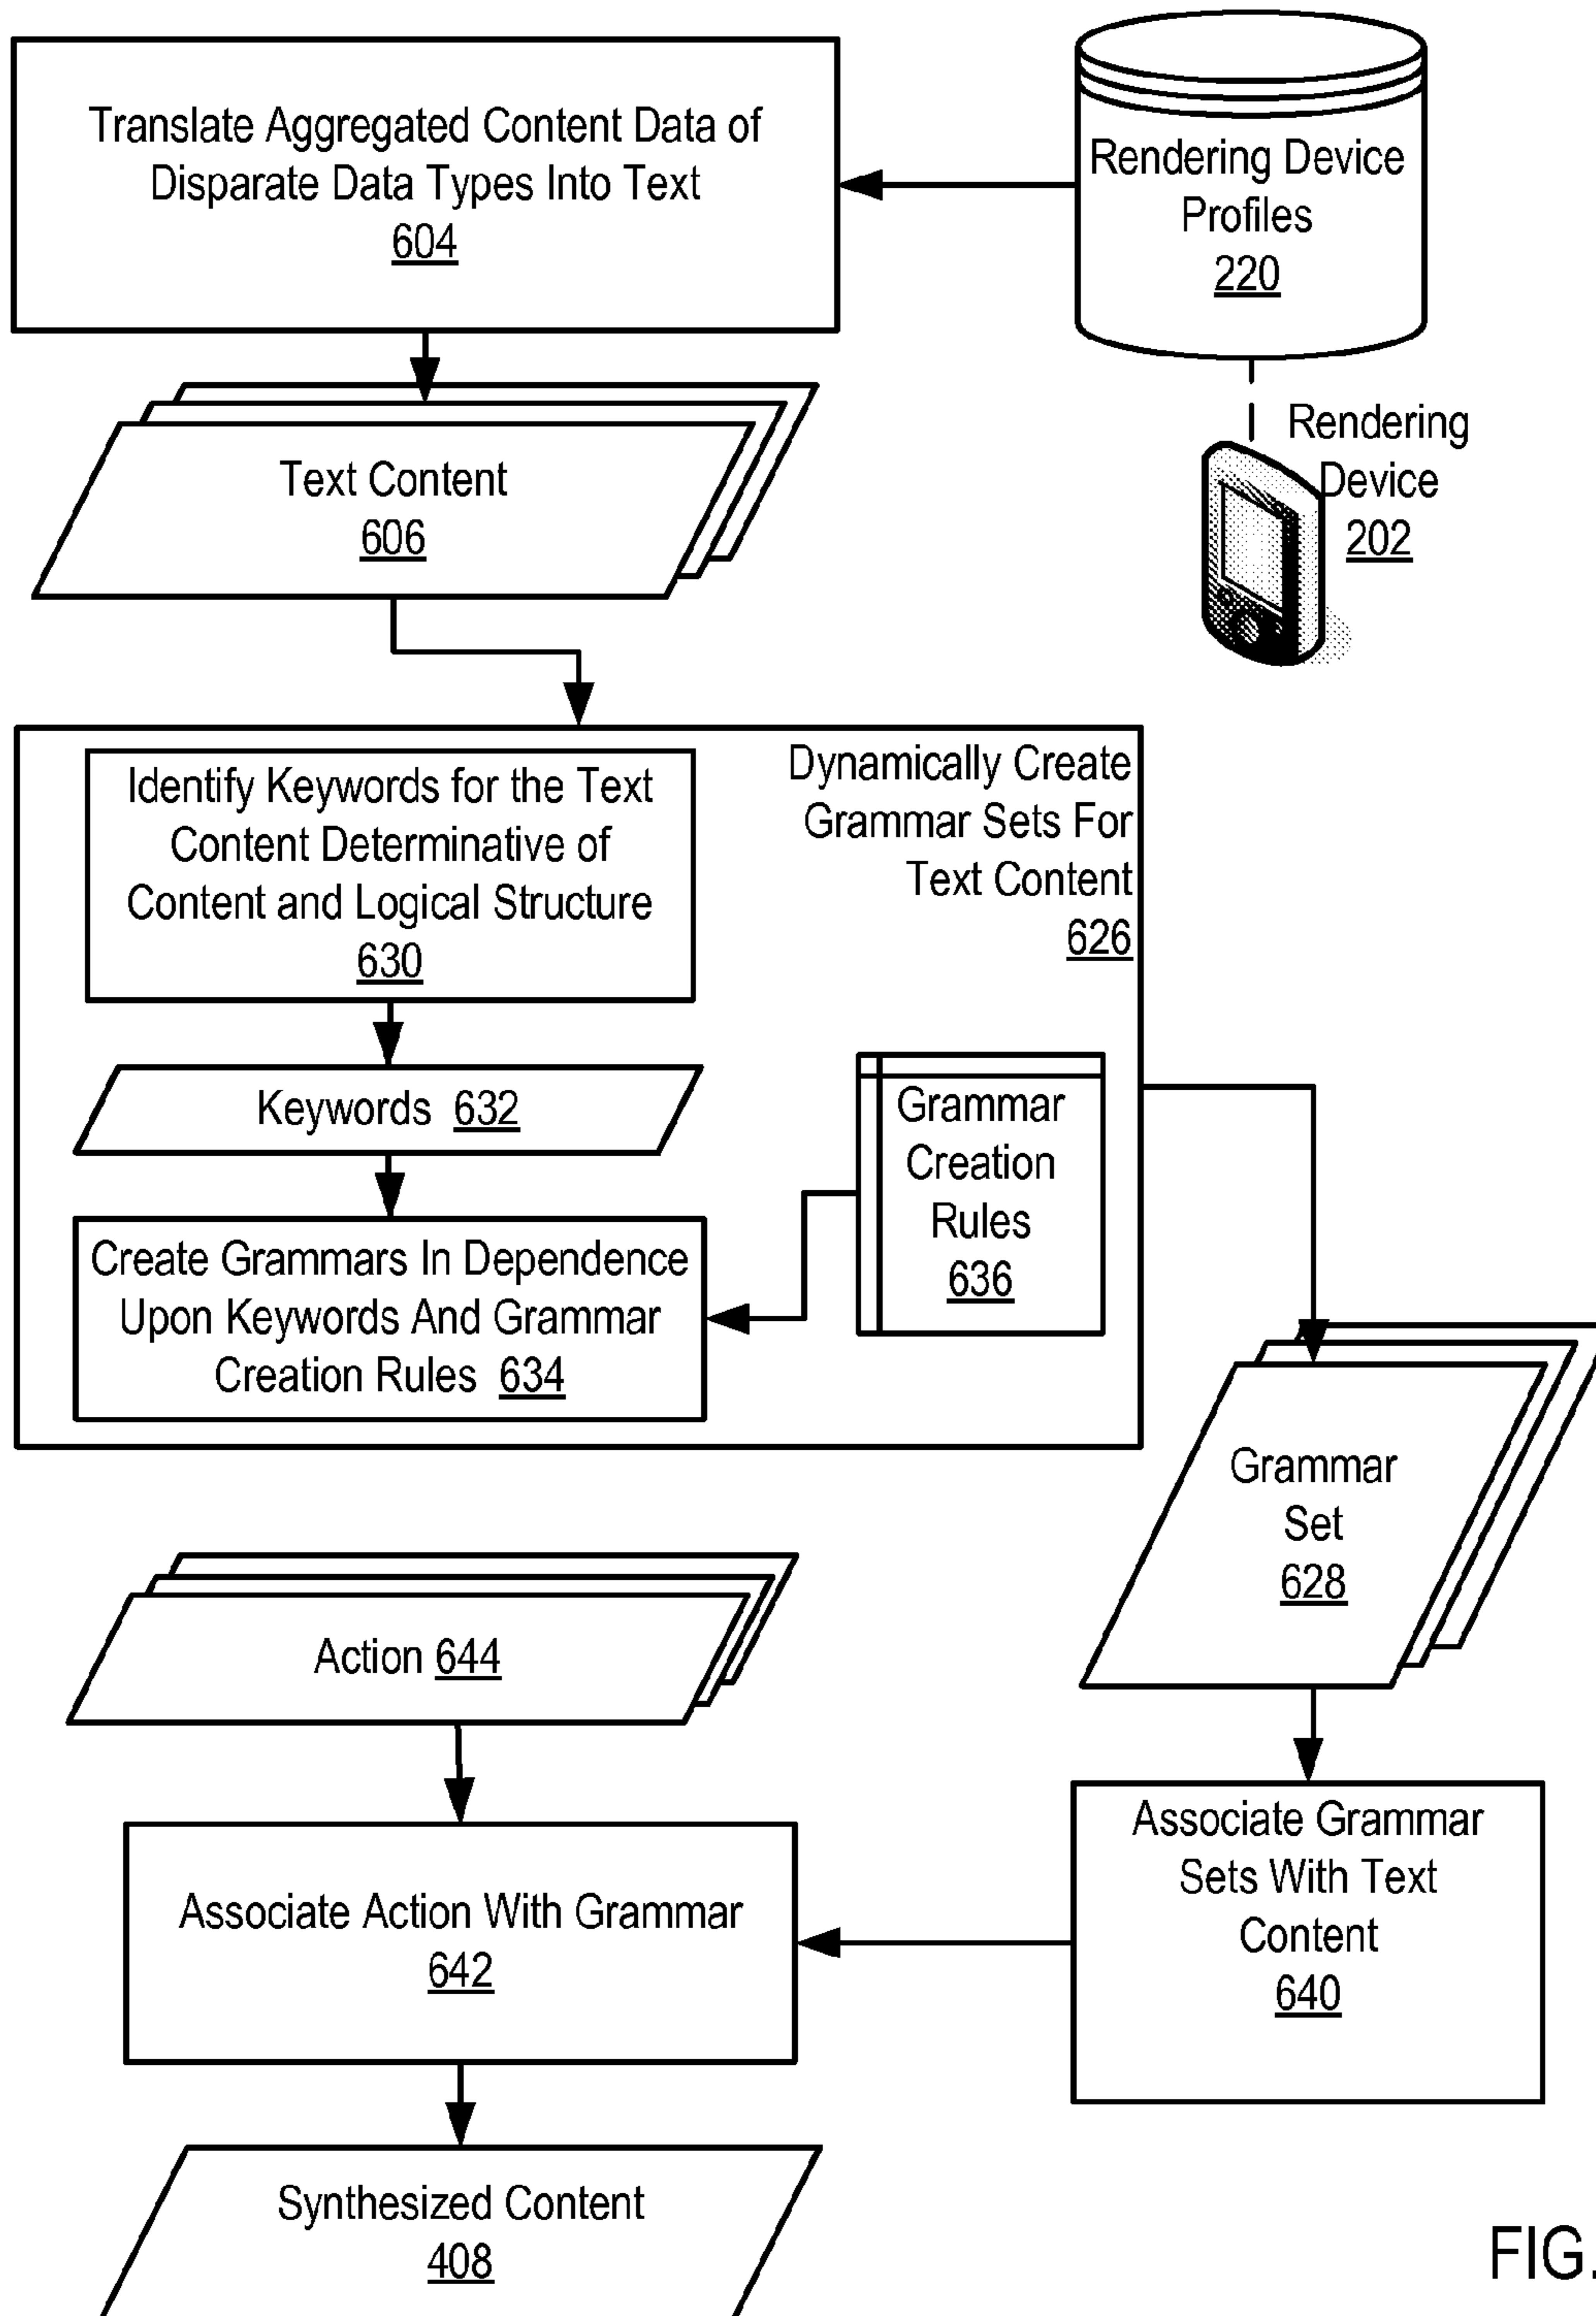 Translate Aggregated Content Data of
Disparate Data Types Into Text
604
Rendering Device
Profiles
220
Rendering
Device
202
Text Content
606
Identify Keywords for the Text
Content Determinative of
Content and Logical Structure
630
Dynamically Create
Grammar Sets For
Text Content
626
Keywords 632
Grammar
Creation
Rules
636
Create Grammars In Dependence
Upon Keywords And Grammar
Creation Rules 634
Grammar
Set
628
Action 644
Associate Grammar
Sets With Text
Content
640
Associate Action With Grammar
642
Synthesized Content
408
FIG.